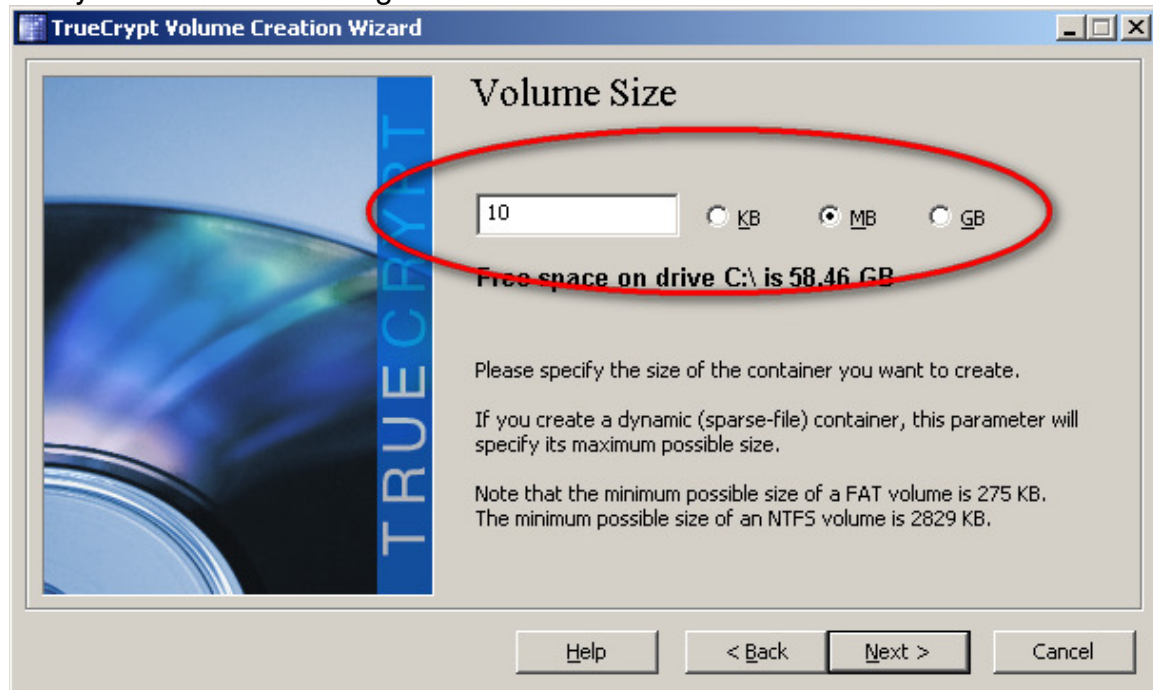 TrueCrypt Volume Creation Wizard
TRUECRYPT
Volume Size
10 KB MB GB
Free space on drive C:\ is 58.46 GB
Please specify the size of the container you want to create.
If you create a dynamic (sparse-file) container, this parameter will
specify its maximum possible size.
Note that the minimum possible size of a FAT volume is 275 KB.
The minimum possible size of an NTFS volume is 2829 KB.
Help < Back Next > Cancel